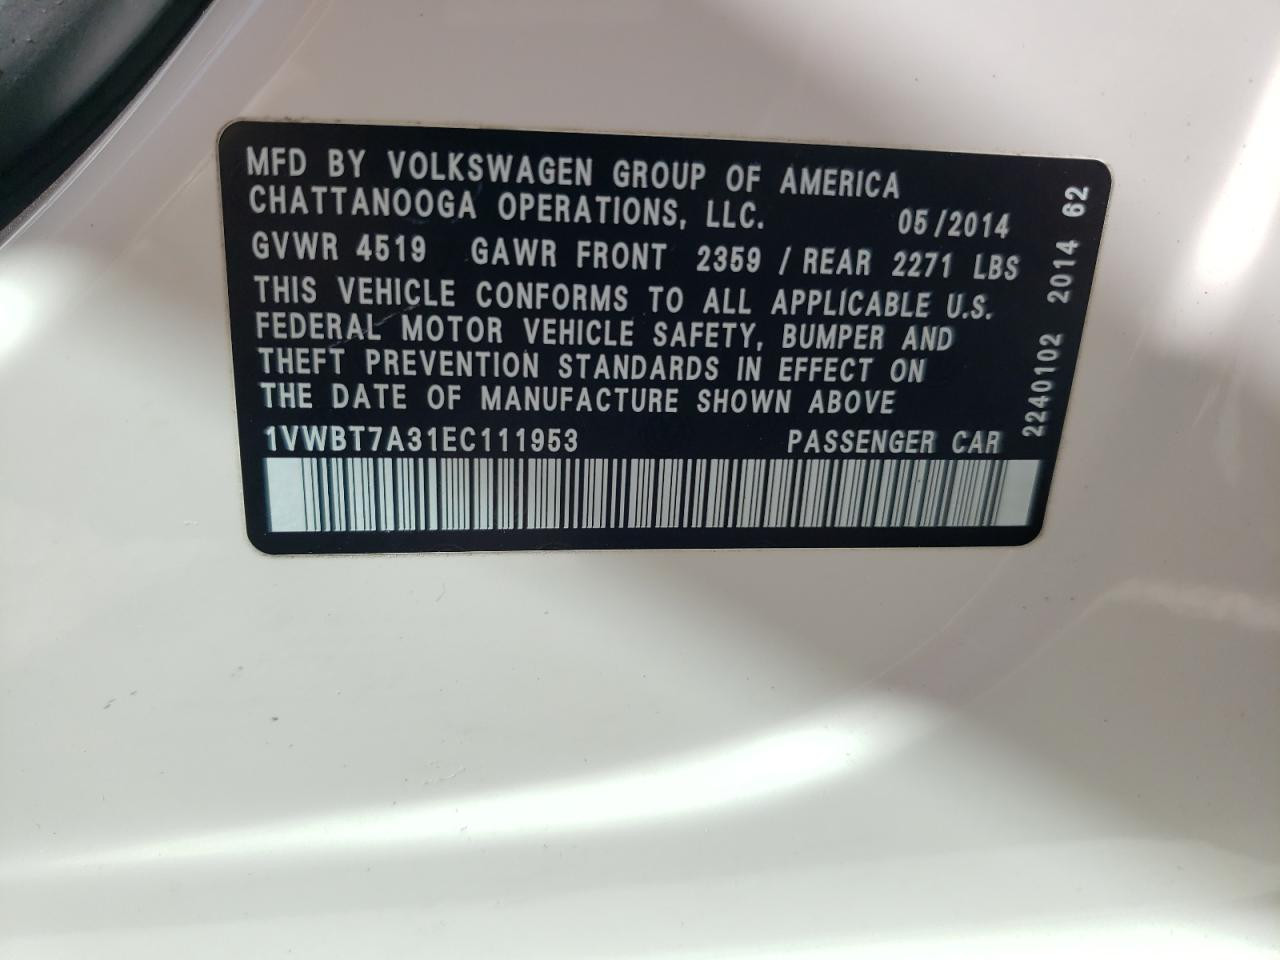 MFD BY VOLKSWAGEN GROUP OF AMERICA
CHATTANOOGA OPERATIONS, LLC. 05/2014
GVWR 4519 GAWR FRONT 2359 / REAR 2271 LBS
THIS VEHICLE CONFORMS TO ALL APPLICABLE U.S.
FEDERAL MOTOR VEHICLE SAFETY, BUMPER AND
THEFT PREVENTION STANDARDS IN EFFECT ON
THE DATE OF MANUFACTURE SHOWN ABOVE
1VWBT7A31EC111953 PASSENGER CAR
2240102 2014 62